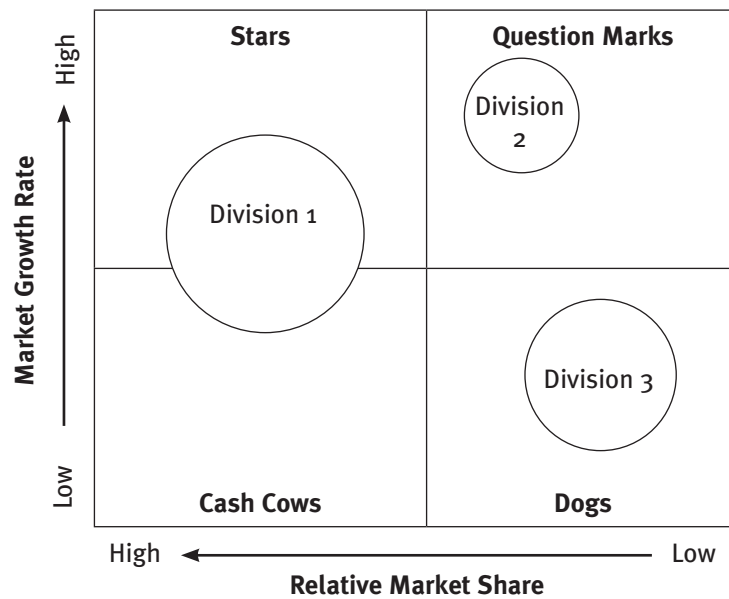 Stars
Question Marks
High
Division
2
Division 1
Market Growth Rate
Division 3
Low
Cash Cows
Dogs
High
Low
Relative Market Share